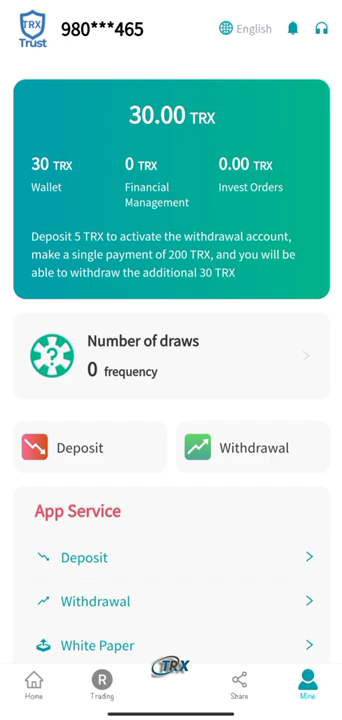 TRX
Trust
980***465
English
30.00 TRX
30 TRX
0 TRX
0.00 TRX
Wallet
Financial
Management
Invest Orders
Deposit 5 TRX to activate the withdrawal account,
make a single payment of 200 TRX, and you will be
able to withdraw the additional 30 TRX
?
Number of draws
0 frequency
Deposit
Withdrawal
App Service
Deposit
Withdrawal
White Paper
TRX
R
Home
Trading
Share
Mine